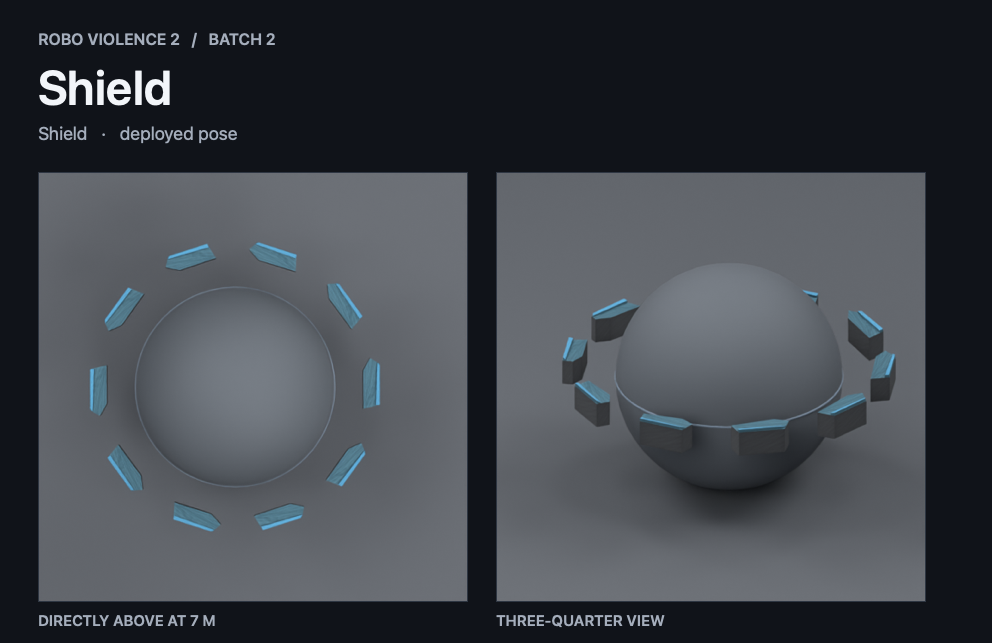 ROBO VIOLENCE 2 / BATCH 2
Shield
Shield · deployed pose
DIRECTLY ABOVE AT 7 M
THREE-QUARTER VIEW